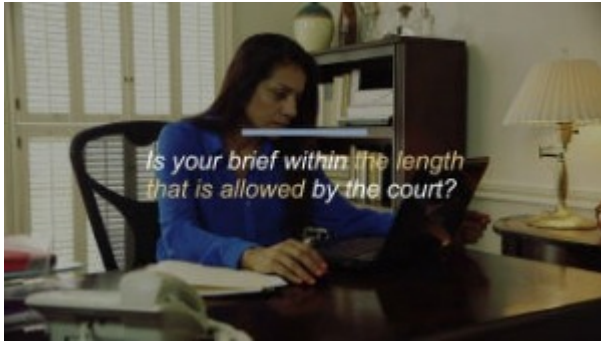 Is your brief within the length
that is allowed by the court?